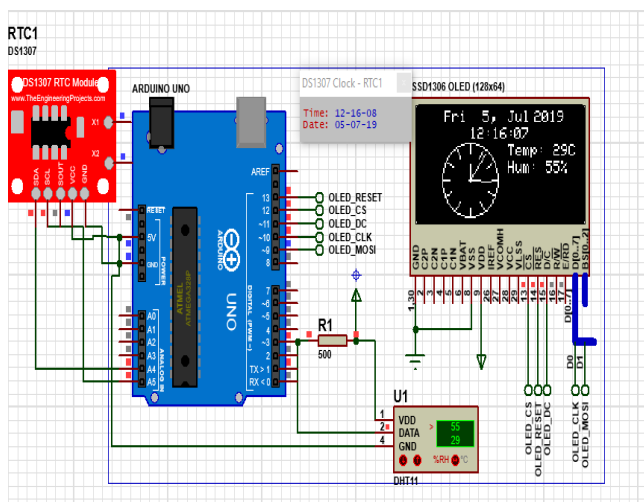 RTC1
DS1307
DS1307 RTC Module
www.TheEngineeringProjects.com
X1
X2
SDA
SCL
SOUT
VCC
GND
ARDUINO UNO
RESET
5V
GND
POWER
A0
A1
A2
A3
A4
A5
ANALOG IN
ATMEL
ATMEGA328P
ARDUINO
UNO
AREF
13
12
~11
~10
~9
8
7
~6
~5
4
~3
2
TX > 1
RX < 0
DIGITAL (PWM~)
OLED_RESET
OLED_CS
OLED_DC
OLED_CLK
OLED_MOSI
DS1307 Clock - RTC1
Time: 12-16-08
Date: 05-07-19
SSD1306 OLED (128x64)
Fri 5, Jul 2019
12:16:07
Temp: 29C
Hum: 55%
GND
C2P
C2N
C1P
C1N
VBAT
VSS
VDD
IREF
VCOMH
VCC
VLSS
CS
RES
D/C
R/W
E/RD
D[0..7]
BS[0..2]
1,30
2
3
4
5
6
8
9
26
27
28
29
13
14
15
16
17
D[0..7]
D0
D1
OLED_CS
OLED_RESET
OLED_DC
OLED_CLK
OLED_MOSI
R1
500
U1
1
2
4
VDD
DATA
GND
>
55
29
%RH
°C
DHT11